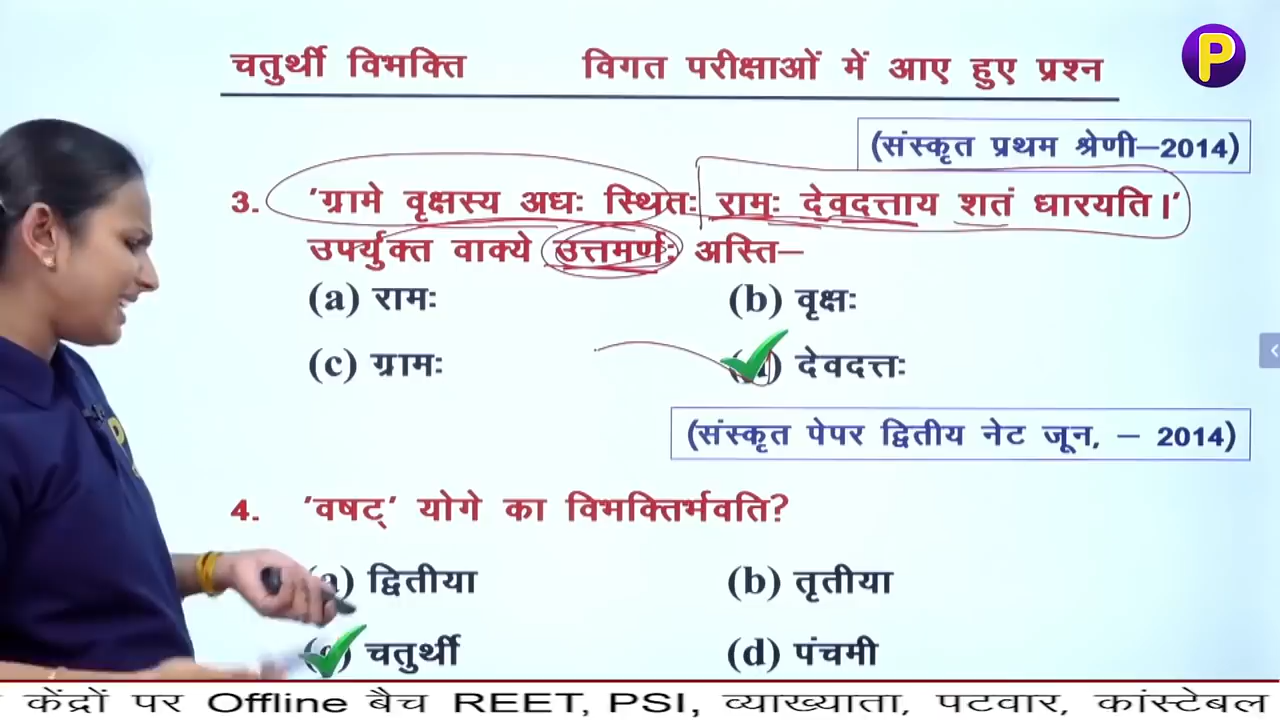 चतुर्थी विभक्ति विगत परीक्षाओं में आए हुए प्रश्न
P
(संस्कृत प्रथम श्रेणी–2014)
3. 'ग्रामे वृक्षस्य अधः स्थितः रामः देवदत्ताय शतं धारयति।'
उपर्युक्त वाक्ये उत्तमर्णः अस्ति–
(a) रामः (b) वृक्षः
(c) ग्रामः (d) देवदत्तः
(संस्कृत पेपर द्वितीय नेट जून, – 2014)
4. 'वषट्' योगे का विभक्तिर्भवति?
(a) द्वितीया (b) तृतीया
(c) चतुर्थी (d) पंचमी
केंद्रों पर Offline बैच REET, PSI, व्याख्याता, पटवार, कांस्टेबल